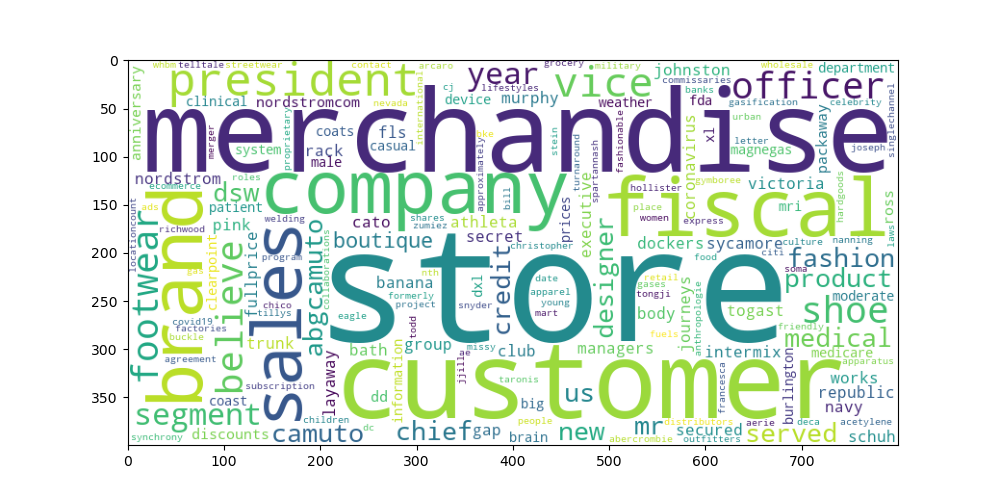 0
50
100
150
200
250
300
350
0 100 200 300 400 500 600 700
whbm telltale streetwear contact arcaro grocery military wholesale department
president year vice johnston officer
cj lifestyles commissaries
anniversary clinical nordstromcom nevada international device murphy weather banks fda gasification celebrity
merchandise
merger proprietary coats fls casual bke stein fashionable urban xl letter packaway joseph singlechannel
system rack male approximately turnaround spartannash coronavirus magnegas
nordstrom ecommerce roles company bill executive hollister gymboree victoria hardgoods
dsw fiscal
locationcount ads patient welding cato shares zumiez athleta prices place women express mri laws ross
richwood pink boutique secret christopher dockers sycamore culture nanning
footwear brand clearpoint believe fullprice program sales abgcamuto collaborations store credit designer food citi fashion
gas banana nth dxl date retail gases soma product
chico tillys formerly project snyder apparel young mart tongji body journeys anthropologie togast moderate shoe
covid19 factories eagle todd fuels friendly medical
buckle trunk bath group missy club managers intermix medicare
agreement layaway information jjill taronis francesca burlington apparatus
subscription dd customer works republic
coast big us navy
segment children people distributors aerie deca acetylene
synchrony discounts camuto dc chief gap brain new abercrombie mr secured outfitters served schuh